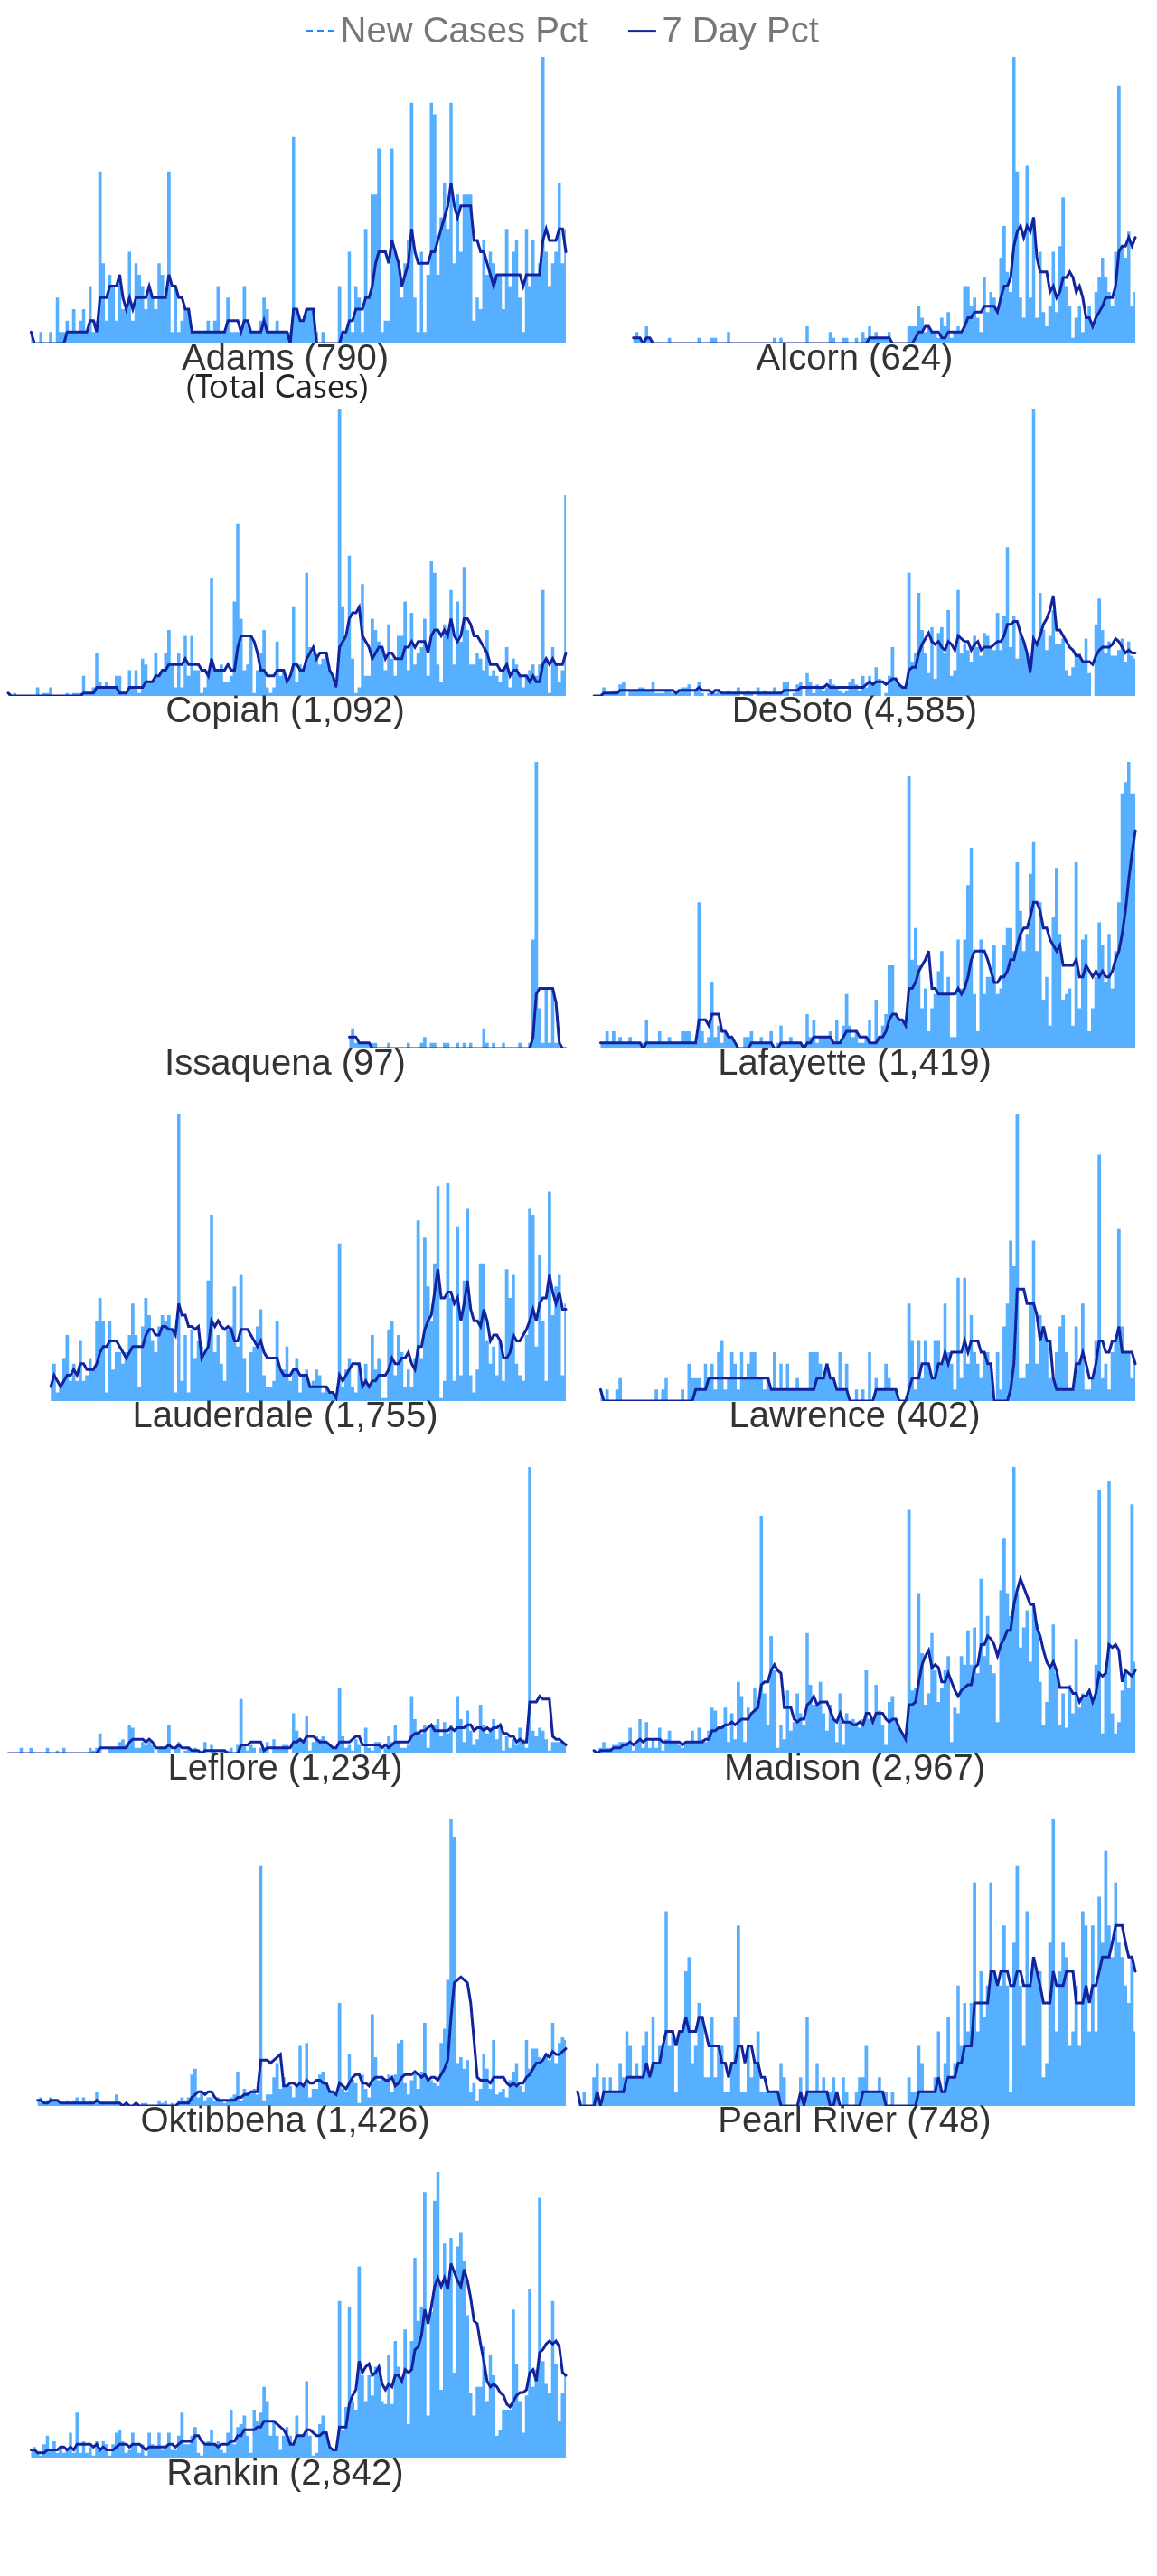 New Cases Pct 7 Day Pct
Adams (790) Alcorn (624)
(Total Cases)
Copiah (1,092) DeSoto (4,585)
Issaquena (97) Lafayette (1,419)
Lauderdale (1,755) Lawrence (402)
Leflore (1,234) Madison (2,967)
Oktibbeha (1,426) Pearl River (748)
Rankin (2,842)